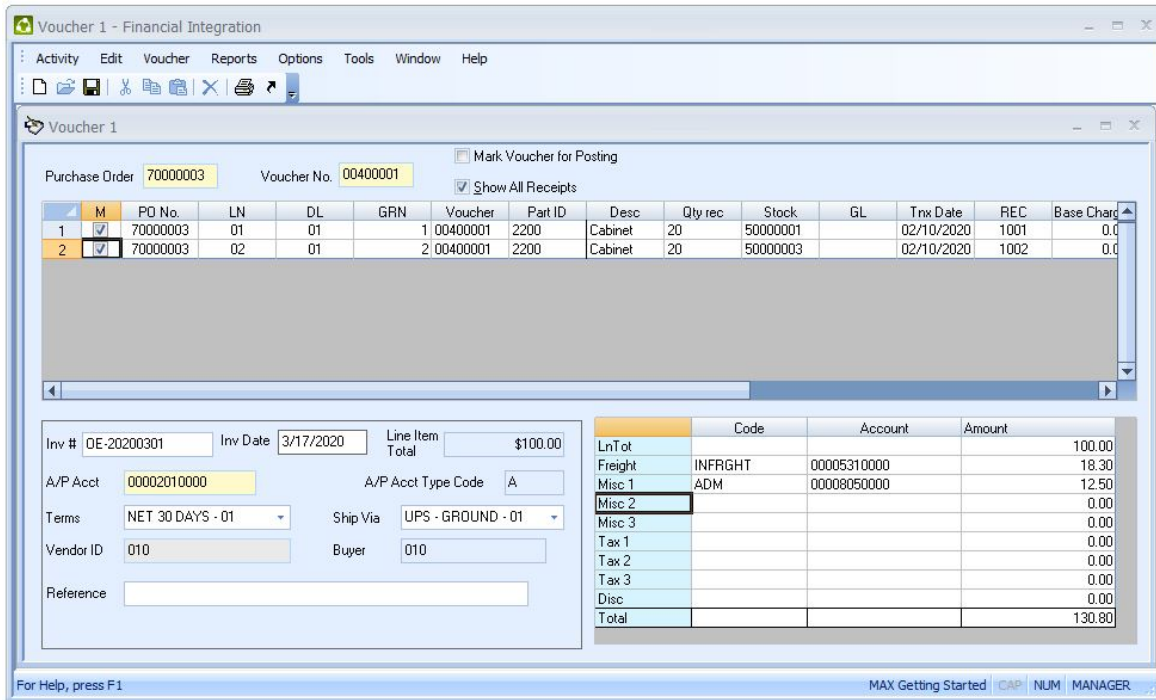 Voucher 1 - Financial Integration
Activity Edit Voucher Reports Options Tools Window Help
Voucher 1
Mark Voucher for Posting
Purchase Order 70000003 Voucher No. 00400001
Show All Receipts
M PO No. LN DL GRN Voucher Part ID Desc Qty rec Stock GL Tnx Date REC Base Charg
1 70000003 01 01 1 00400001 2200 Cabinet 20 50000001 02/10/2020 1001 0.0
2 70000003 02 01 2 00400001 2200 Cabinet 20 50000003 02/10/2020 1002 0.0
Inv # OE-20200301 Inv Date 3/17/2020 Line Item Total $100.00
A/P Acct 00002010000 A/P Acct Type Code A
Terms NET 30 DAYS - 01 Ship Via UPS - GROUND - 01
Vendor ID 010 Buyer 010
Reference
Code Account Amount
LnTot 100.00
Freight INFRGHT 00005310000 18.30
Misc 1 ADM 00008050000 12.50
Misc 2 0.00
Misc 3 0.00
Tax 1 0.00
Tax 2 0.00
Tax 3 0.00
Disc 0.00
Total 130.80
For Help, press F1 MAX Getting Started CAP NUM MANAGER